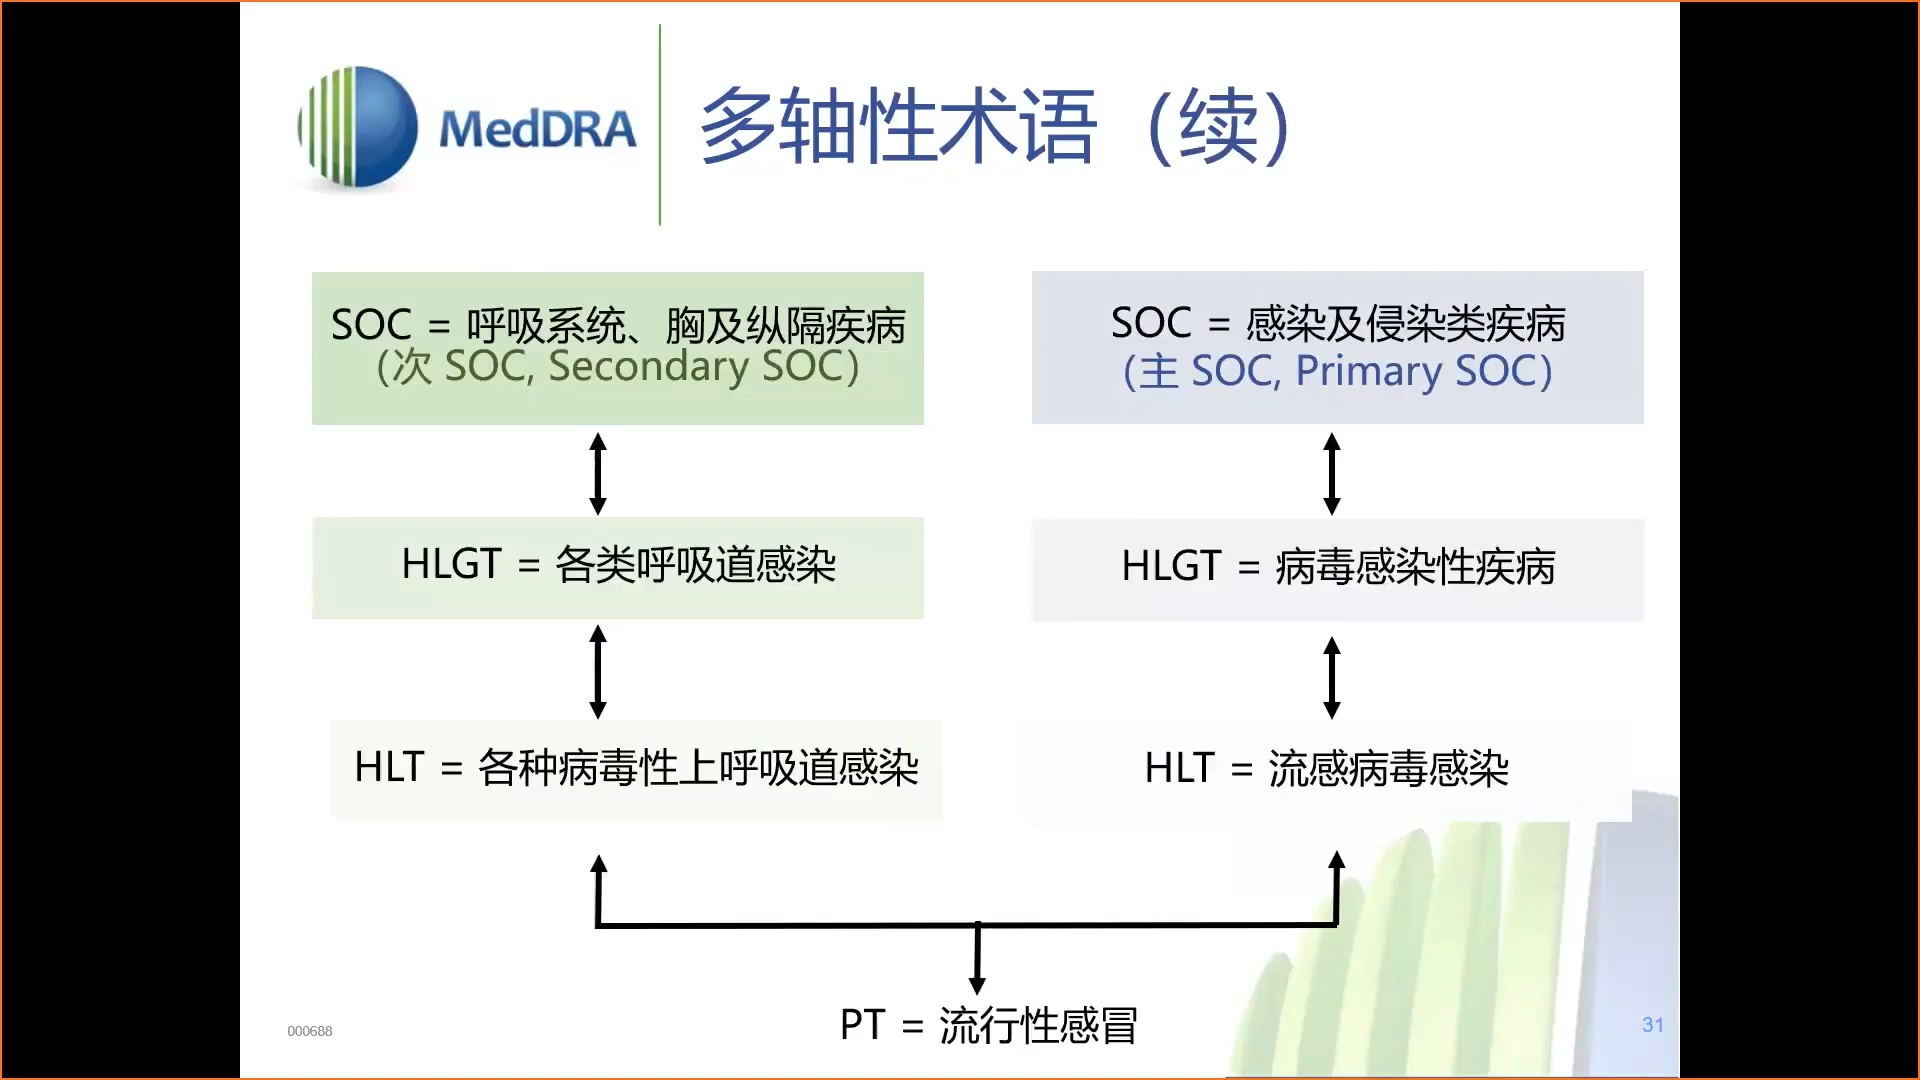 MedDRA
多轴性术语（续）
SOC = 呼吸系统、胸及纵隔疾病
（次 SOC, Secondary SOC）
SOC = 感染及侵染类疾病
（主 SOC, Primary SOC）
HLGT = 各类呼吸道感染
HLGT = 病毒感染性疾病
HLT = 各种病毒性上呼吸道感染
HLT = 流感病毒感染
PT = 流行性感冒
000688
31